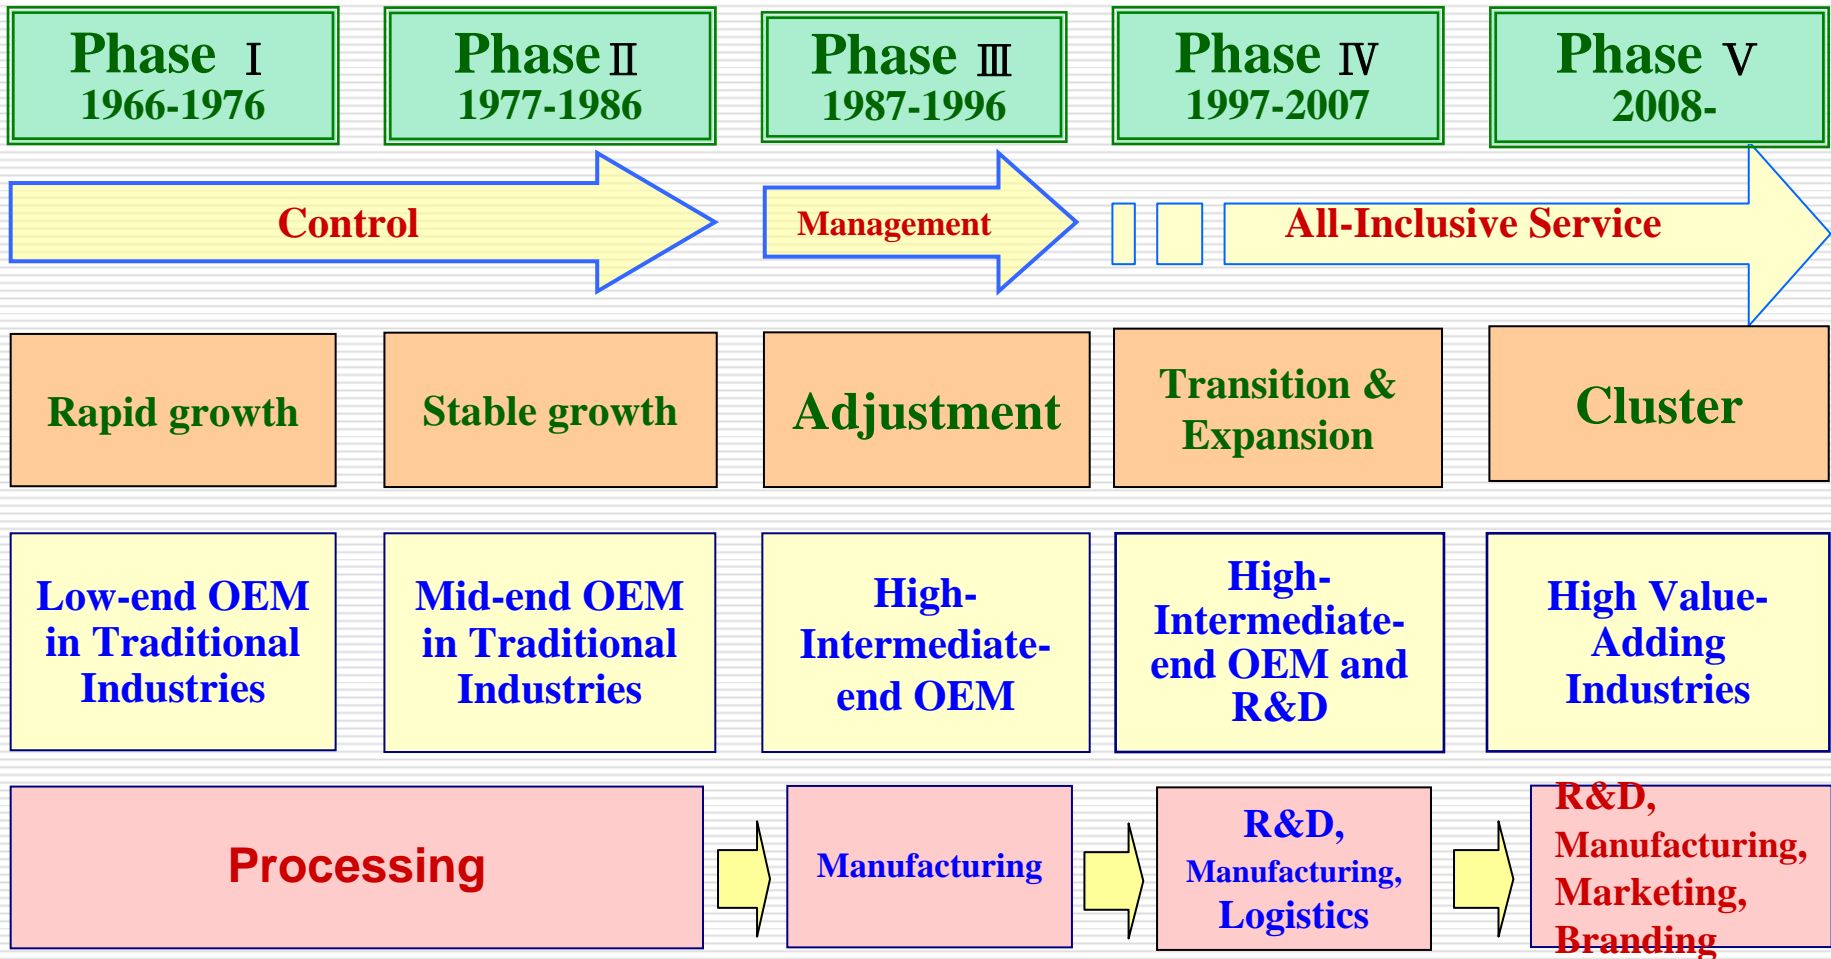 Phase Ⅰ
1966-1976
Phase Ⅱ
1977-1986
Phase Ⅲ
1987-1996
Phase Ⅳ
1997-2007
Phase Ⅴ
2008-
Control
Management
All-Inclusive Service
Rapid growth
Stable growth
Adjustment
Transition &
Expansion
Cluster
Low-end OEM
in Traditional
Industries
Mid-end OEM
in Traditional
Industries
High-
Intermediate-
end OEM
High-
Intermediate-
end OEM and
R&D
High Value-
Adding
Industries
Processing
Manufacturing
R&D,
Manufacturing,
Logistics
R&D,
Manufacturing,
Marketing,
Branding